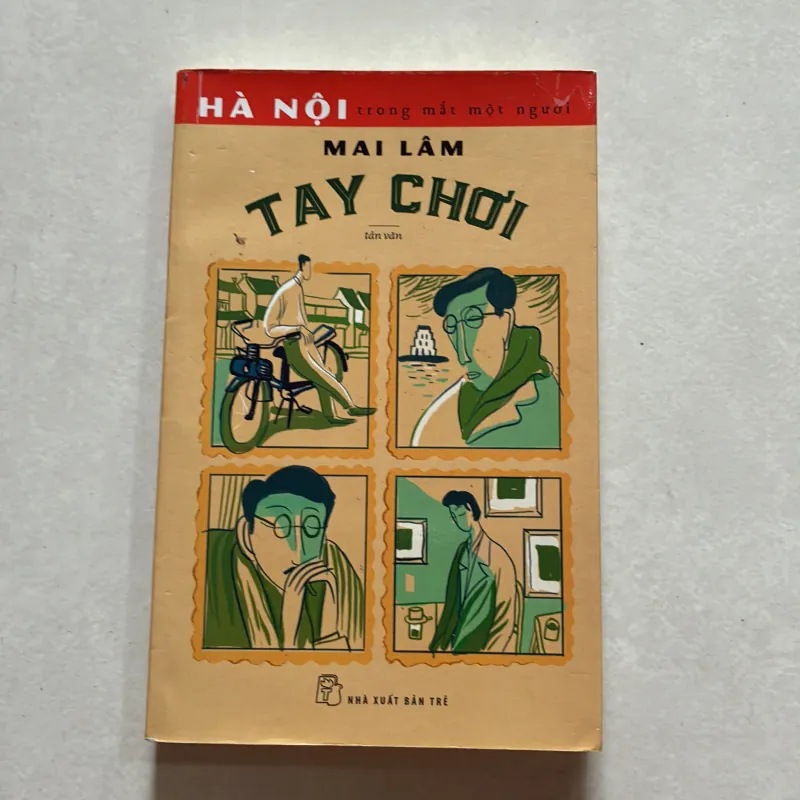 HÀ NỘI trong mắt một người
MAI LÂM
TAY CHƠI
tản văn
NHÀ XUẤT BẢN TRẺ